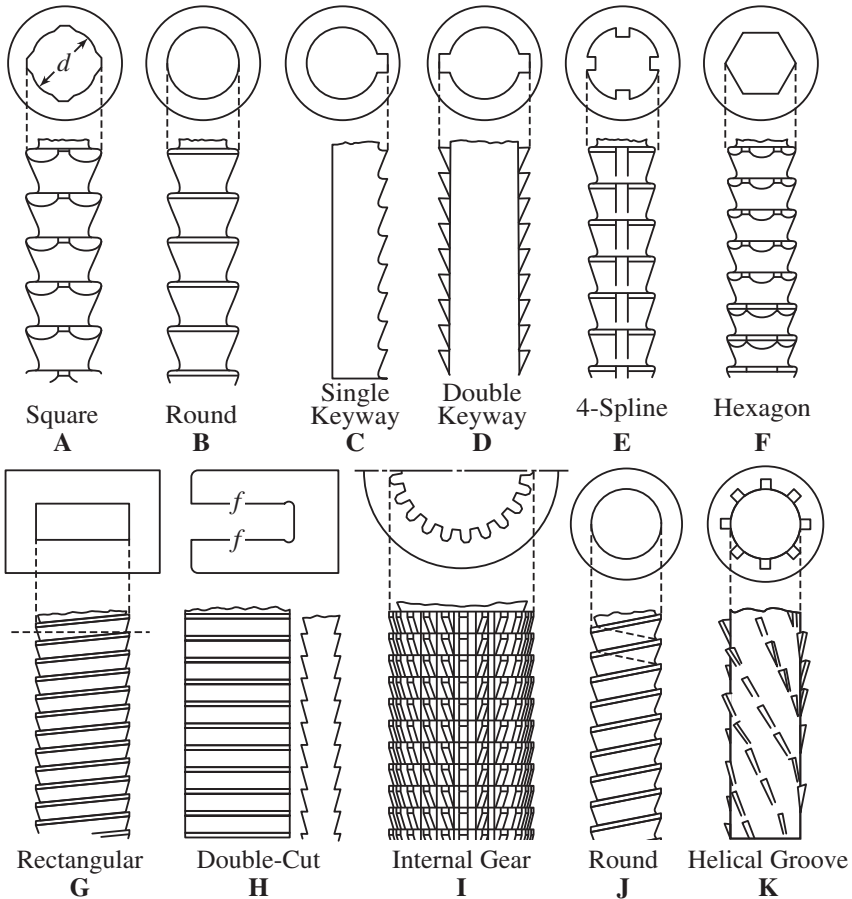 d
Square
A
Round
B
Single
Keyway
C
Double
Keyway
D
4-Spline
E
Hexagon
F
f
f
Rectangular
G
Double-Cut
H
Internal Gear
I
Round
J
Helical Groove
K